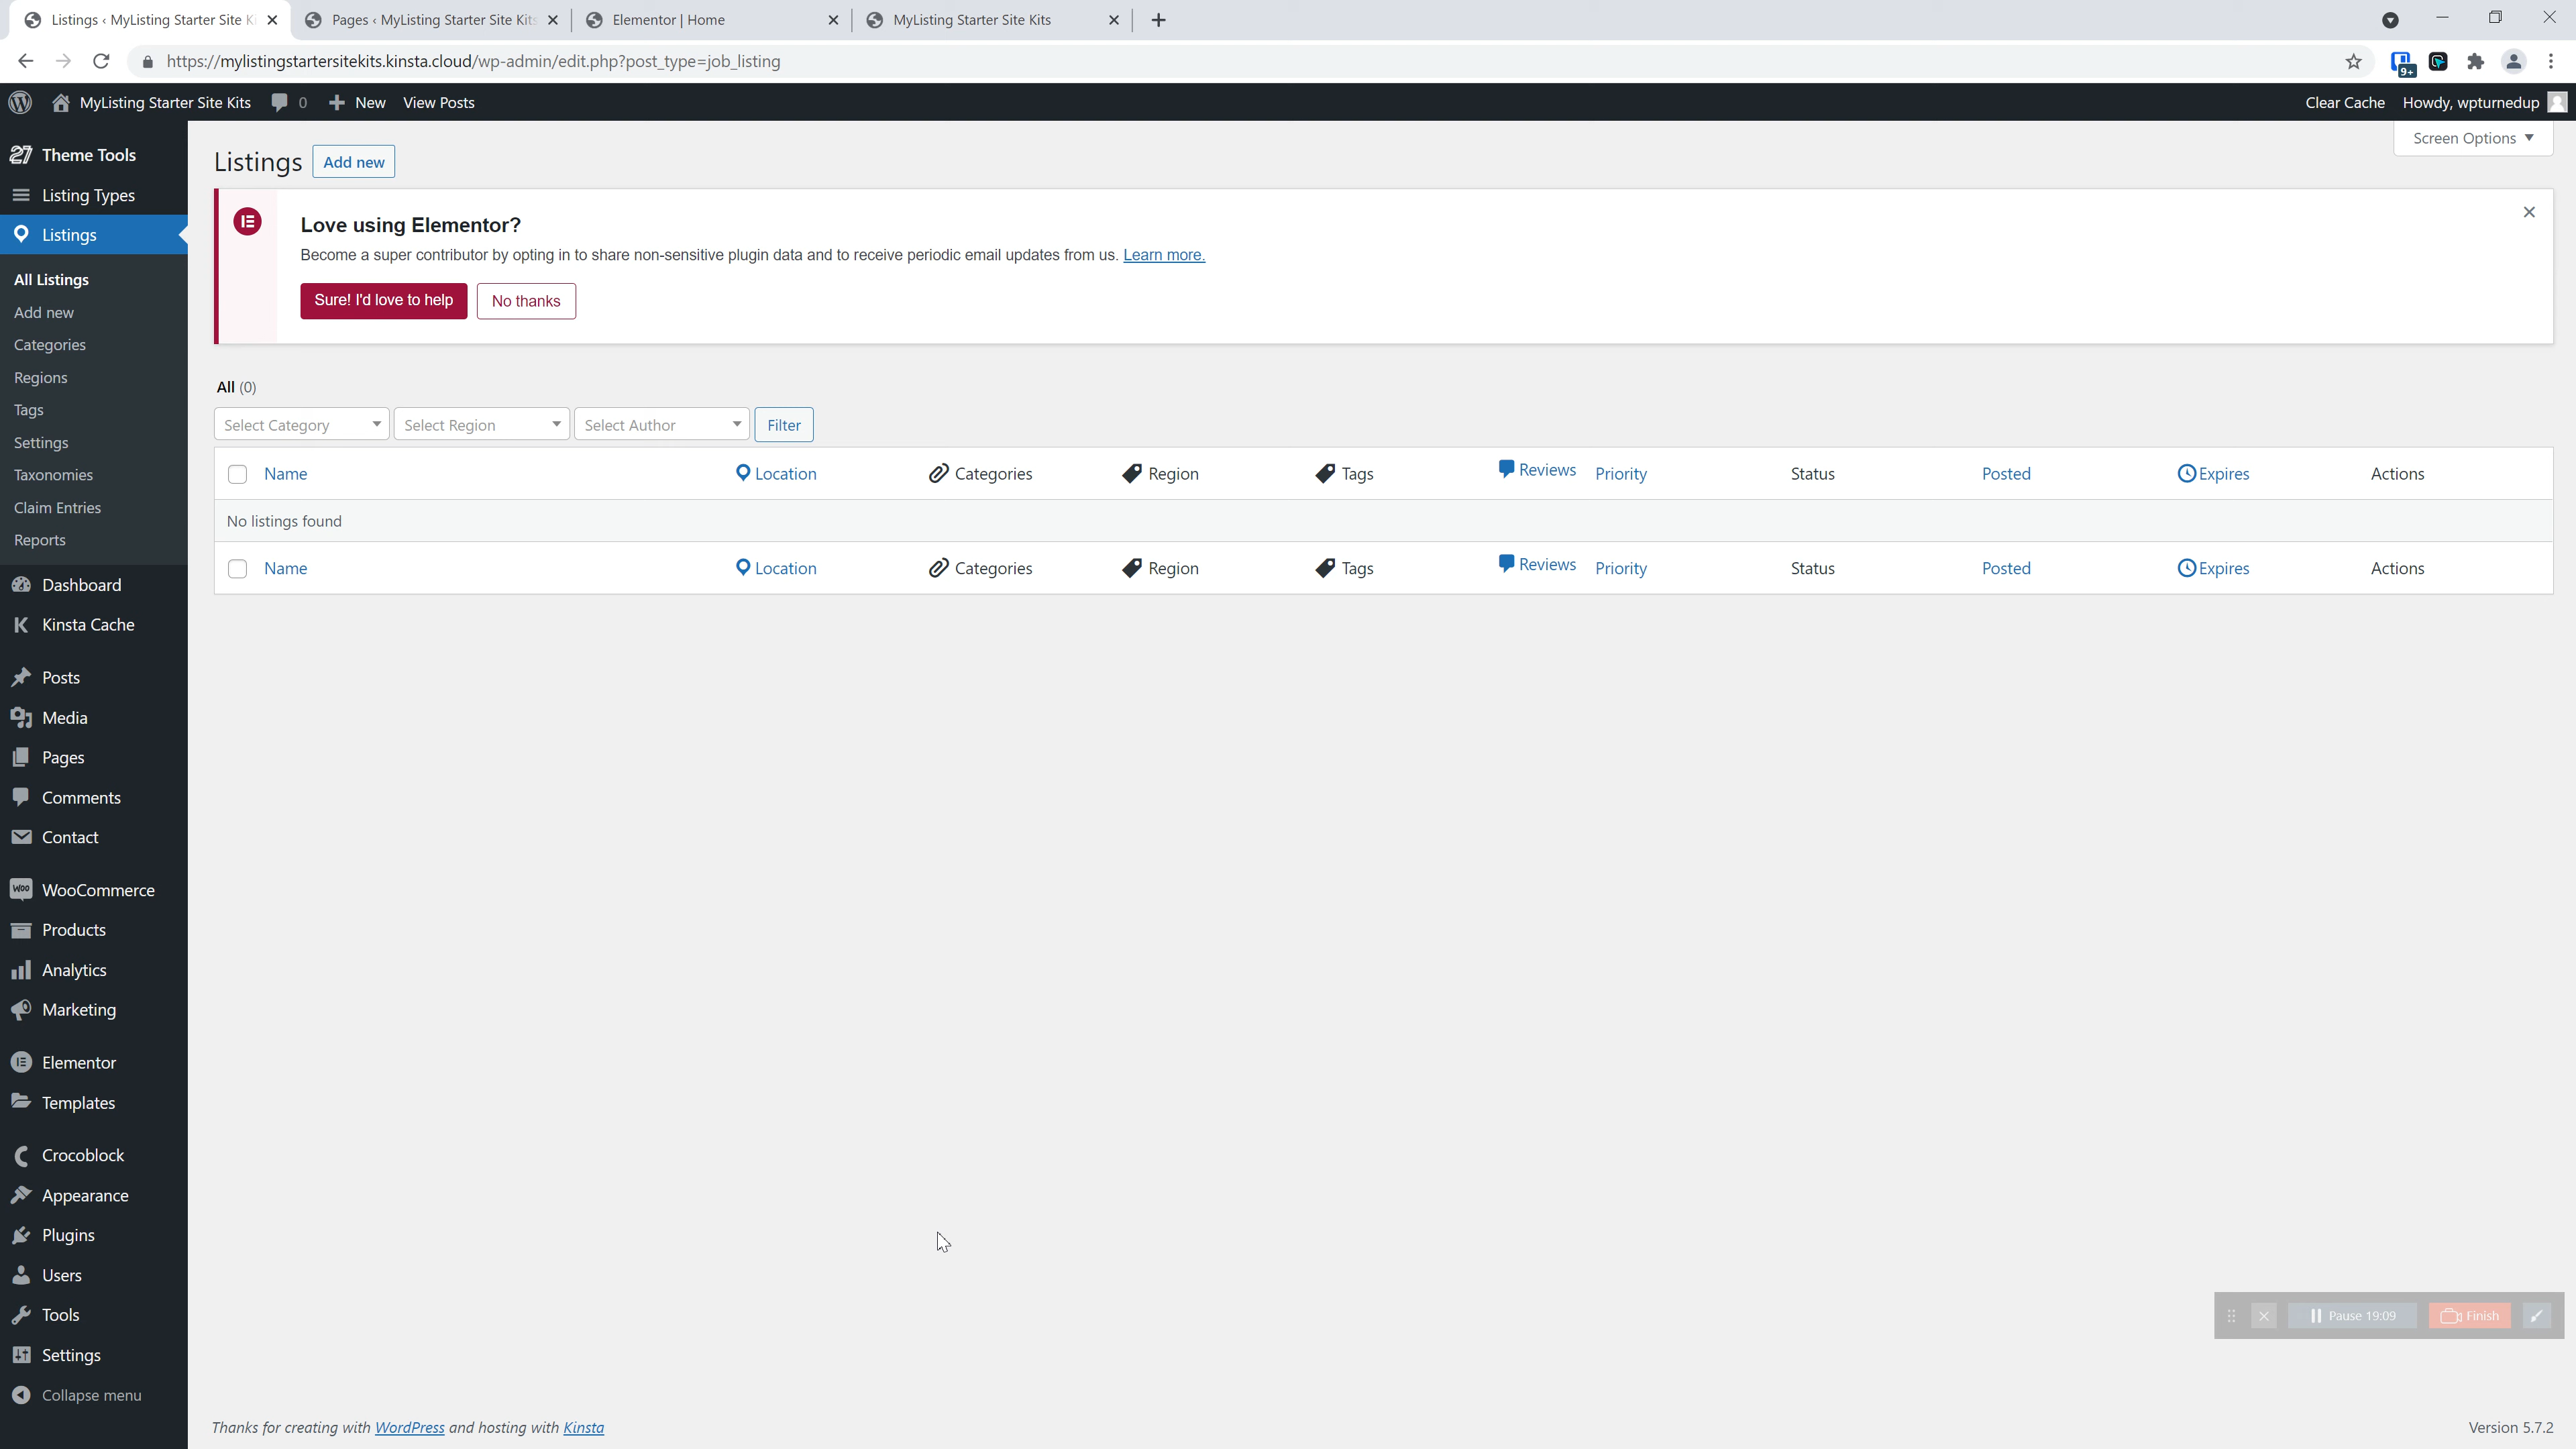 Listings ‹ MyListing Starter Site K
Pages ‹ MyListing Starter Site Kits
Elementor | Home
MyListing Starter Site Kits
https://mylistingstartersitekits.kinsta.cloud/wp-admin/edit.php?post_type=job_listing
9+
MyListing Starter Site Kits
0
New
View Posts
Clear Cache
Howdy, wpturnedup
27 Theme Tools
Listing Types
Listings
All Listings
Add new
Categories
Regions
Tags
Settings
Taxonomies
Claim Entries
Reports
Dashboard
K Kinsta Cache
Posts
Media
Pages
Comments
Contact
Woo WooCommerce
Products
Analytics
Marketing
Elementor
Templates
Crocoblock
Appearance
Plugins
Users
Tools
Settings
Collapse menu
Screen Options
Listings Add new
Love using Elementor?
Become a super contributor by opting in to share non-sensitive plugin data and to receive periodic email updates from us. Learn more.
Sure! I'd love to help No thanks
All (0)
Select Category Select Region Select Author Filter
Name Location Categories Region Tags Reviews Priority Status Posted Expires Actions
No listings found
Name Location Categories Region Tags Reviews Priority Status Posted Expires Actions
Pause 19:09 Finish
Thanks for creating with WordPress and hosting with Kinsta
Version 5.7.2